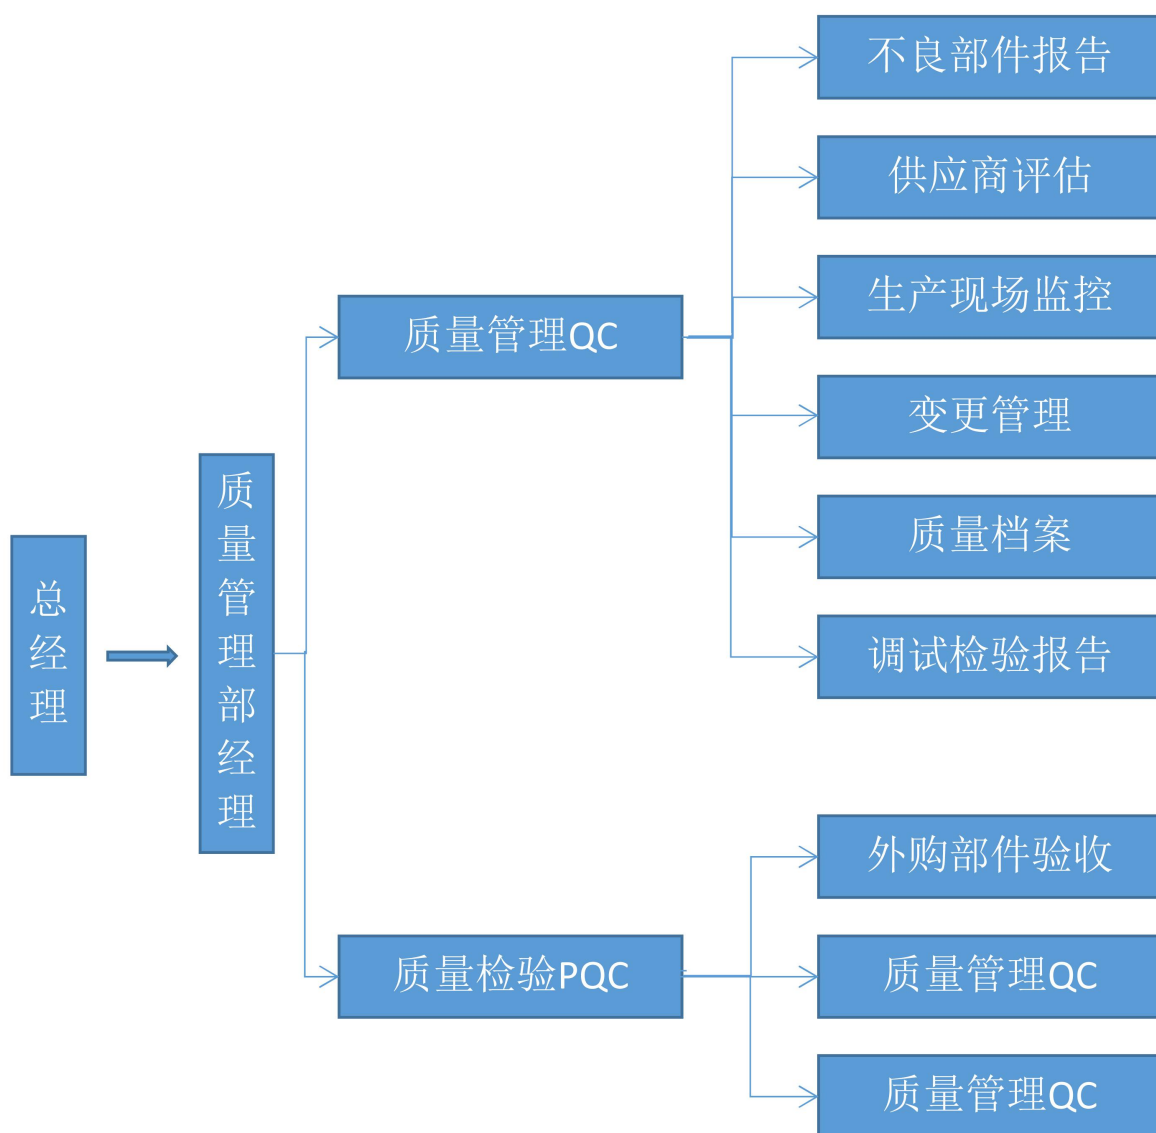 总经理
质量管理部经理
质量管理QC
不良部件报告
供应商评估
生产现场监控
变更管理
质量档案
调试检验报告
质量检验PQC
外购部件验收
质量管理QC
质量管理QC